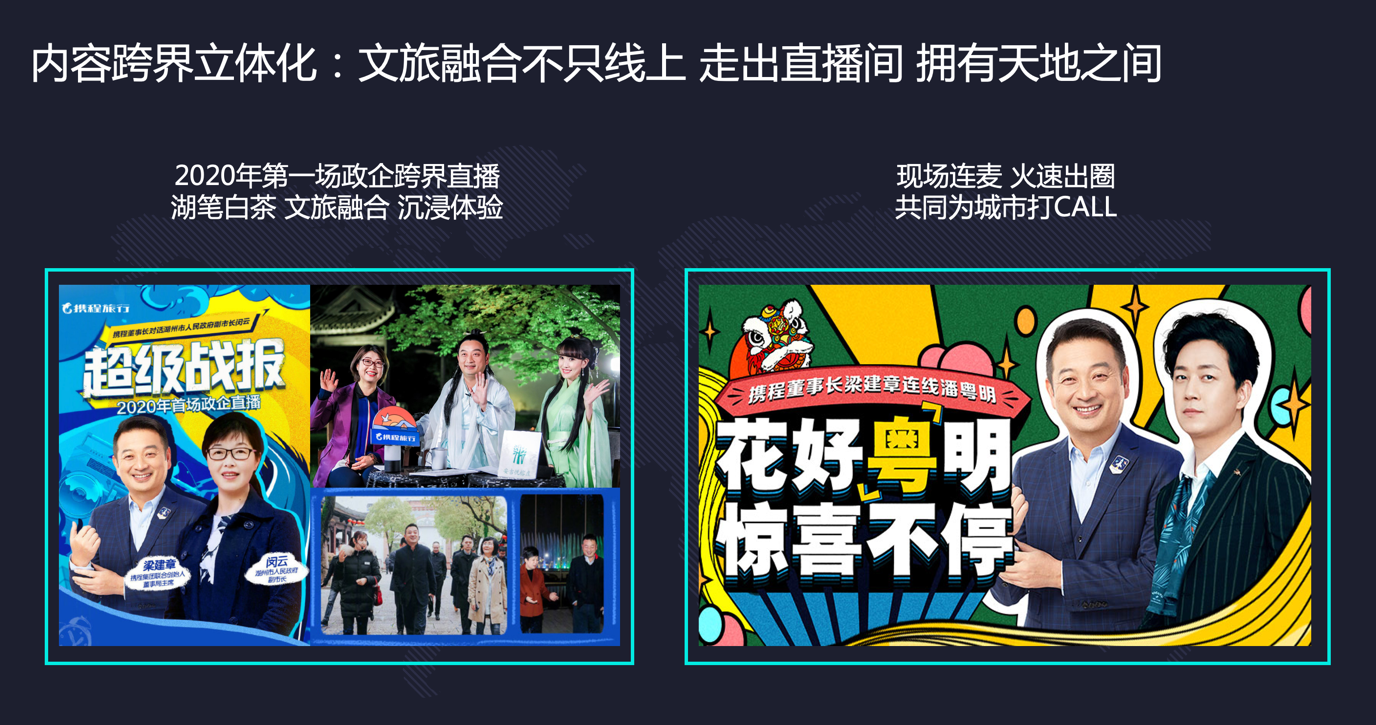 内容跨界立体化：文旅融合不只线上 走出直播间 拥有天地之间
2020年第一场政企跨界直播
湖笔白茶 文旅融合 沉浸体验
现场连麦 火速出圈
共同为城市打CALL
携程旅行
携程董事长对话湖州市人民政府副市长闵云
超级战报
2020年首场政企直播
梁建章
携程集团联合创始人
董事局主席
闵云
湖州市人民政府
副市长
携程旅行
携程董事长梁建章连线潘粤明
花好粤明
惊喜不停